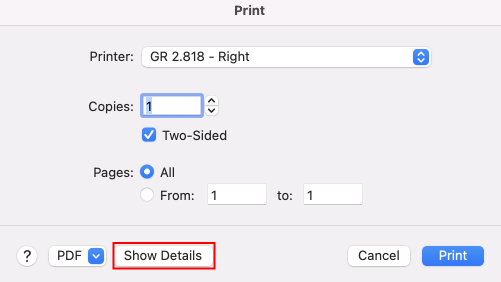 Print
Printer: GR 2.818 - Right
Copies: 1
Two-Sided
Pages: All
From: 1 to: 1
? PDF Show Details Cancel Print